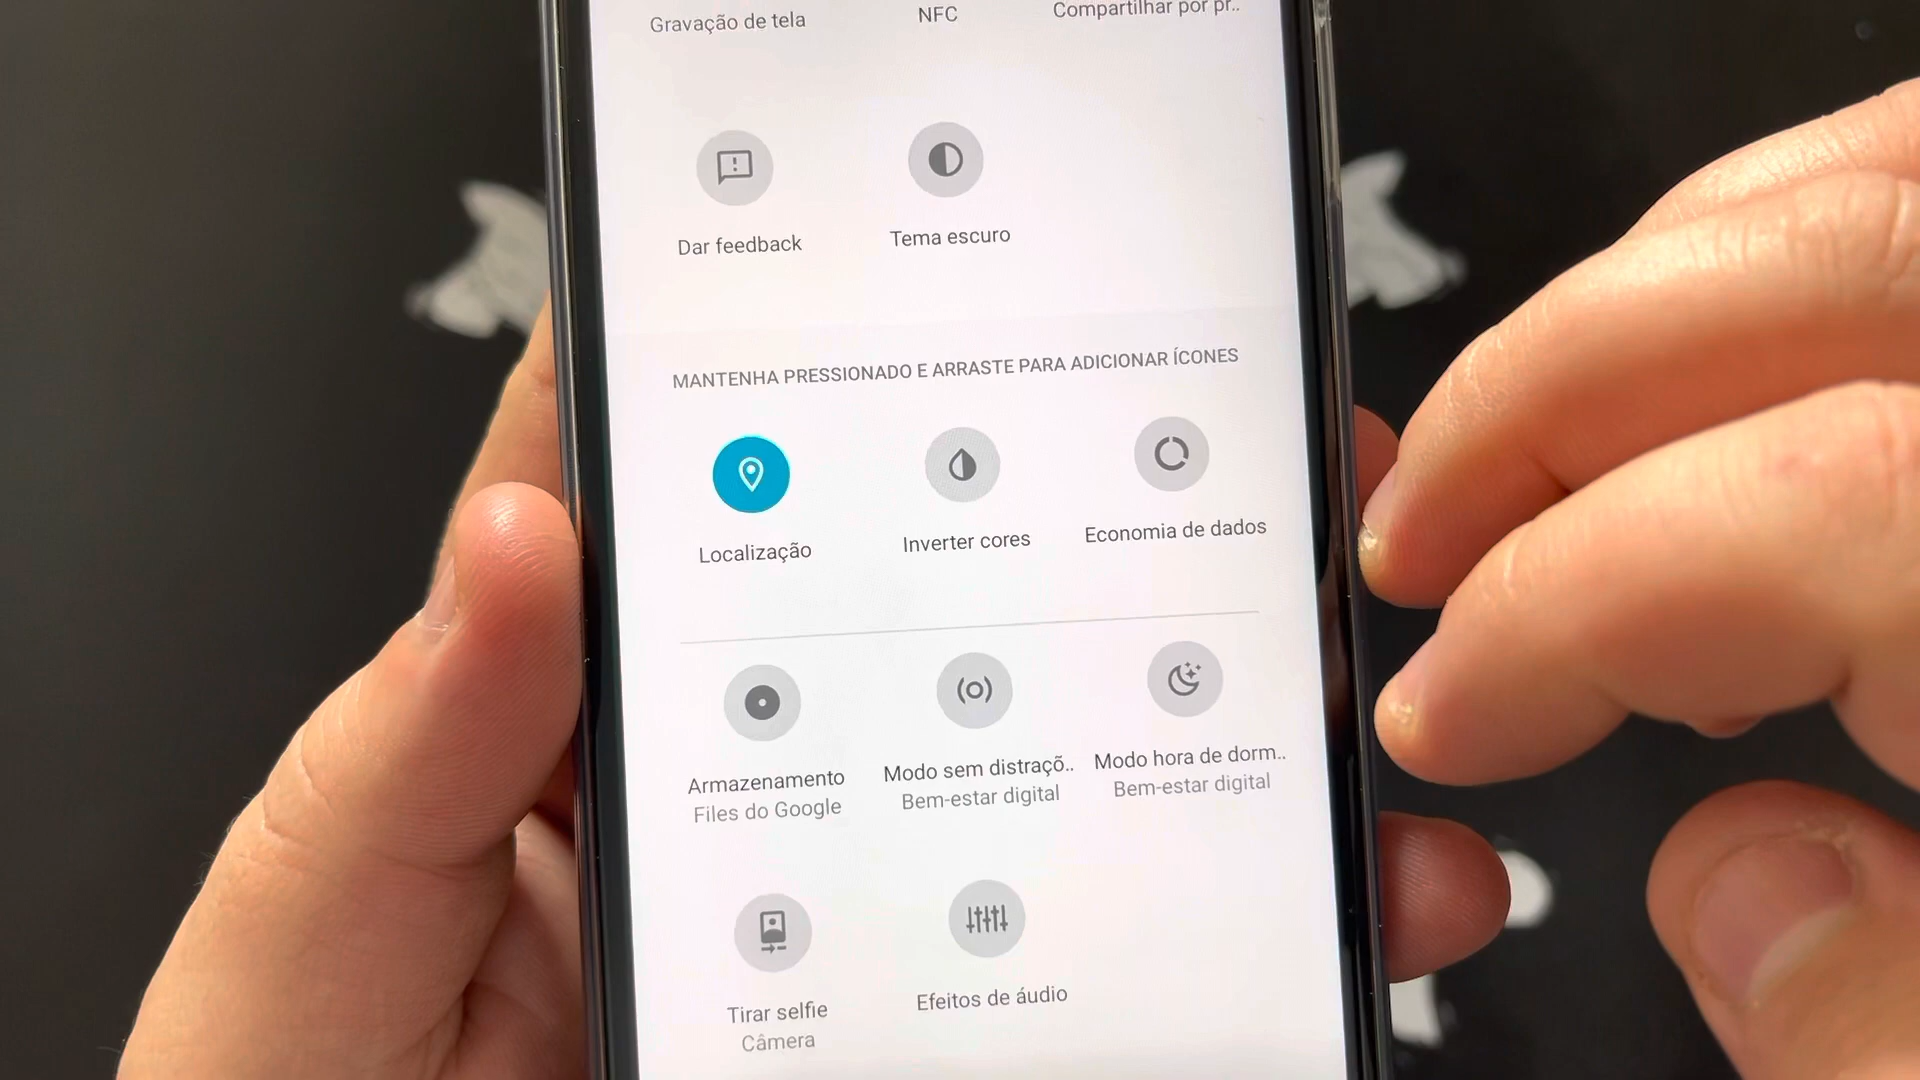 Gravação de tela
NFC
Compartilhar por pr..
Dar feedback
Tema escuro
MANTENHA PRESSIONADO E ARRASTE PARA ADICIONAR ÍCONES
Localização
Inverter cores
Economia de dados
Armazenamento
Files do Google
Modo sem distraçõ..
Bem-estar digital
Modo hora de dorm..
Bem-estar digital
Tirar selfie
Câmera
Efeitos de áudio